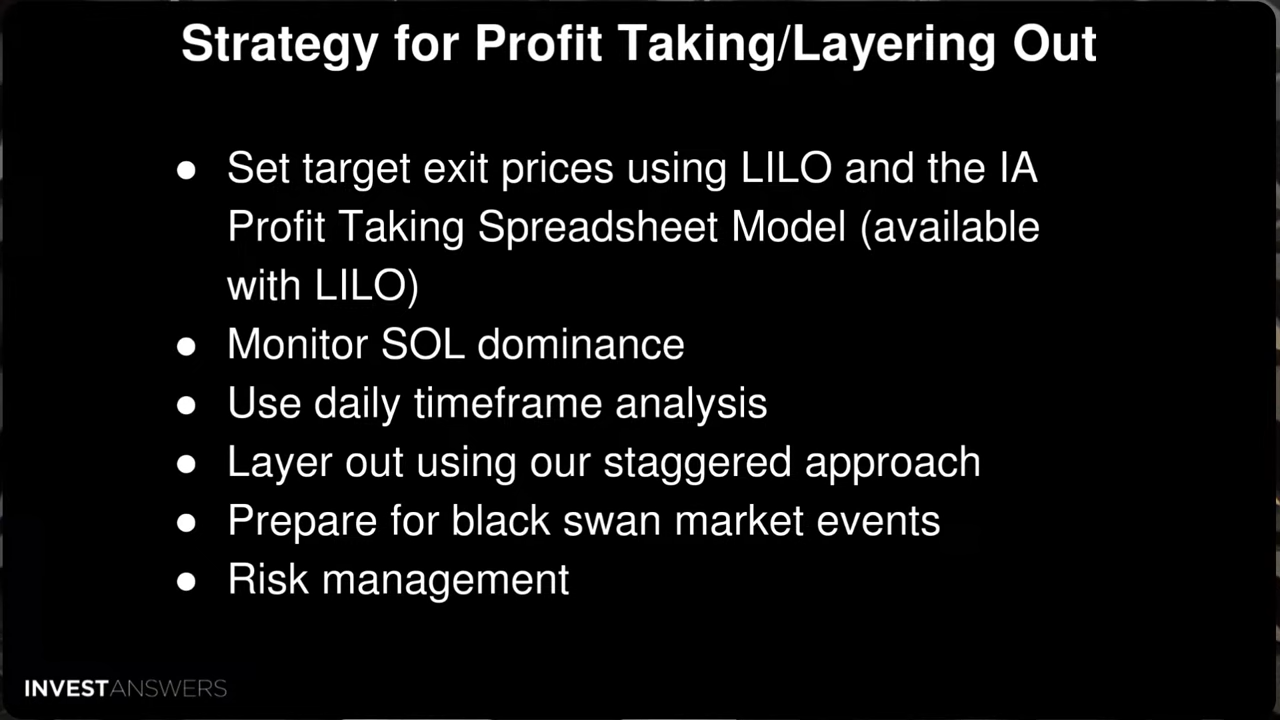 Strategy for Profit Taking/Layering Out
● Set target exit prices using LILO and the IA
Profit Taking Spreadsheet Model (available
with LILO)
● Monitor SOL dominance
● Use daily timeframe analysis
● Layer out using our staggered approach
● Prepare for black swan market events
● Risk management
INVESTANSWERS